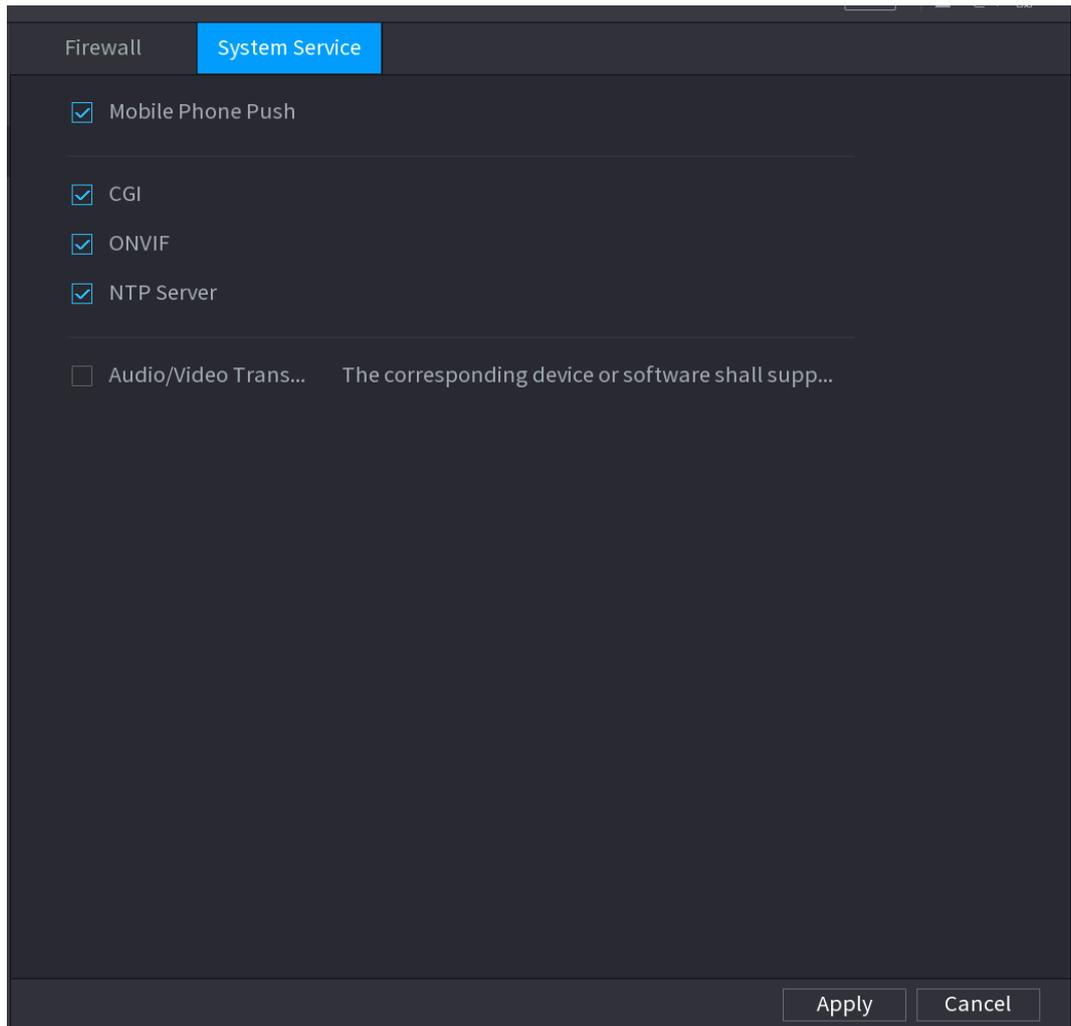 Firewall System Service
Mobile Phone Push
CGI
ONVIF
NTP Server
Audio/Video Trans... The corresponding device or software shall supp...
Apply Cancel